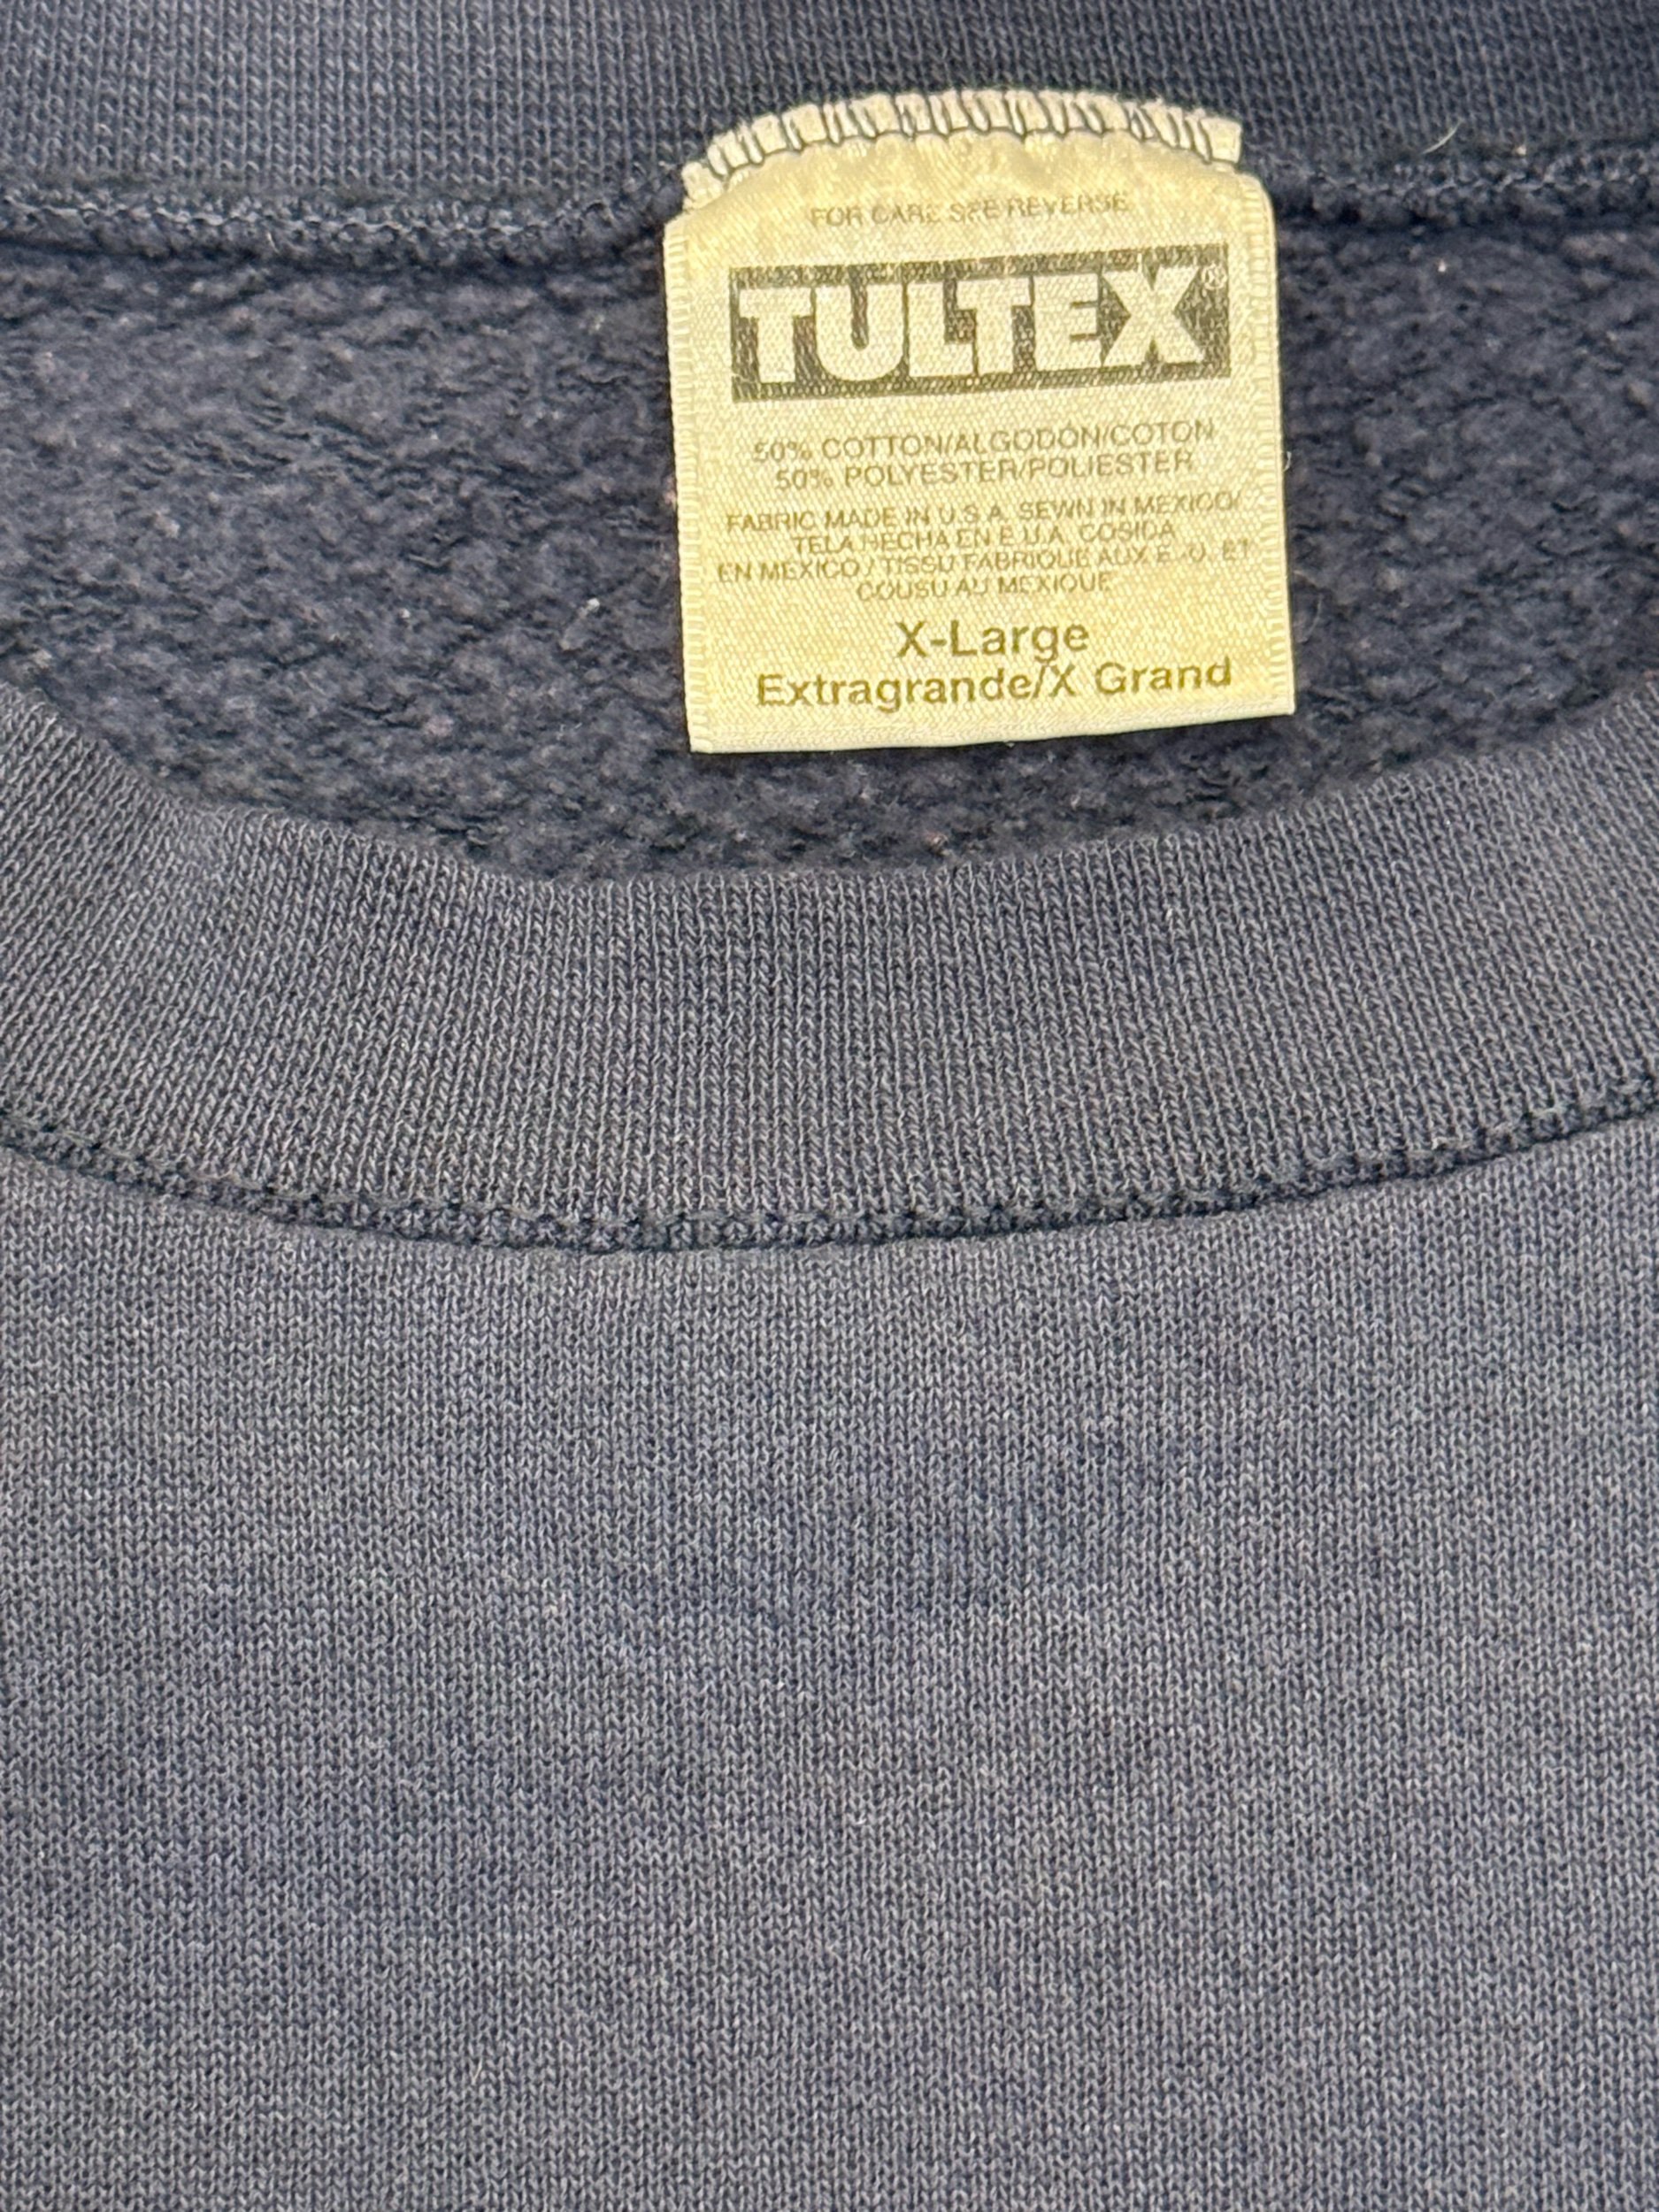 FOR CARE SEE REVERSE
TULTEX®
50% COTTON/ALGODÓN/COTON
50% POLYESTER/POLIESTER
FABRIC MADE IN U.S.A. SEWN IN MEXICO/
TELA HECHA EN E.U.A. COSIDA
EN MEXICO / TISSU FABRIQUE AUX E.-U. ET
COUSU AU MEXIQUE
X-Large
Extragrande/X Grand